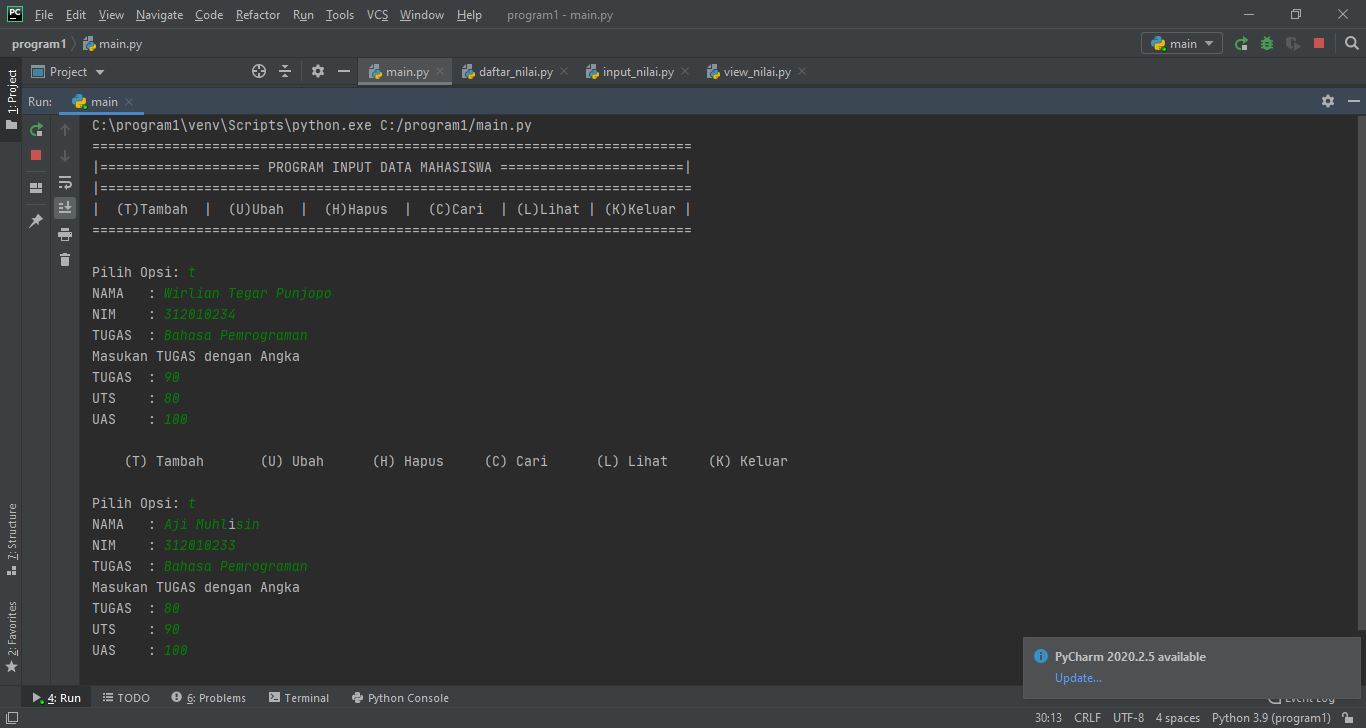 File Edit View Navigate Code Refactor Run Tools VCS Window Help program1 - main.py
program1 main.py main
1: Project
Project main.py daftar_nilai.py input_nilai.py view_nilai.py
Run: main
C:\program1\venv\Scripts\python.exe C:/program1/main.py
===========================================================================
|==================== PROGRAM INPUT DATA MAHASISWA =======================|
|==========================================================================
|  (T)Tambah  |  (U)Ubah  |  (H)Hapus  |  (C)Cari  | (L)Lihat | (K)Keluar |
===========================================================================
Pilih Opsi: t
NAMA   : Wirlian Tegar Punjopo
NIM    : 312010234
TUGAS  : Bahasa Pemrograman
Masukan TUGAS dengan Angka
TUGAS  : 90
UTS    : 80
UAS    : 100
(T) Tambah       (U) Ubah      (H) Hapus     (C) Cari      (L) Lihat     (K) Keluar
Pilih Opsi: t
NAMA   : Aji Muhlisin
NIM    : 312010233
TUGAS  : Bahasa Pemrograman
Masukan TUGAS dengan Angka
TUGAS  : 80
UTS    : 90
UAS    : 100
7: Structure
2: Favorites
PyCharm 2020.2.5 available
Update...
4: Run TODO 6: Problems Terminal Python Console Event Log
30:13 CRLF UTF-8 4 spaces Python 3.9 (program1)